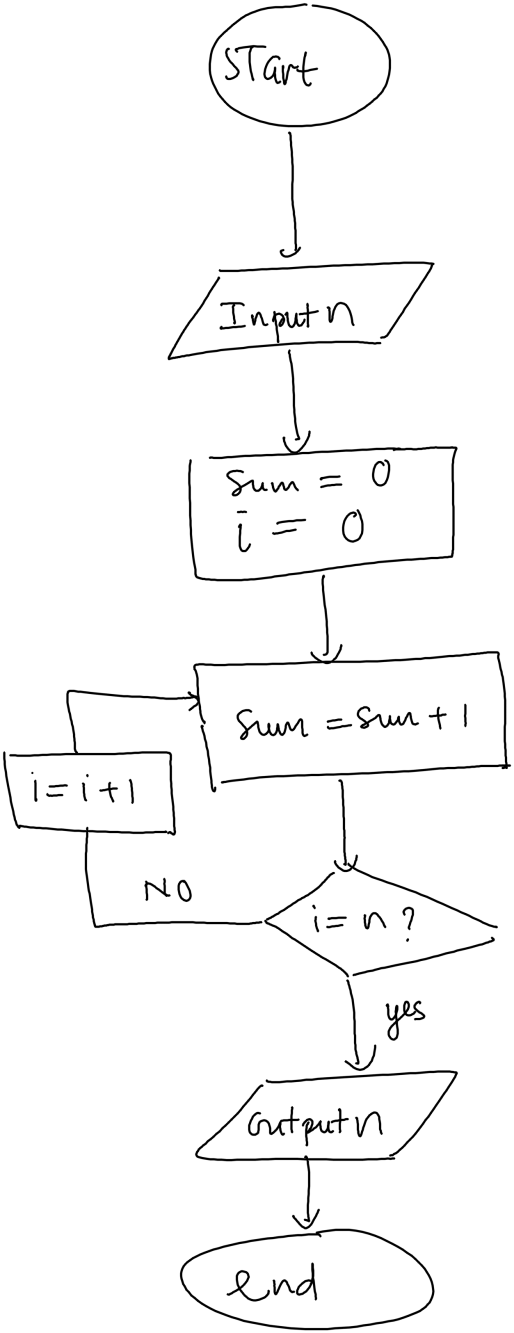 START
Input n
sum = 0
i = 0
sum = sum + 1
i = i + 1
NO
i = n ?
yes
output n
end